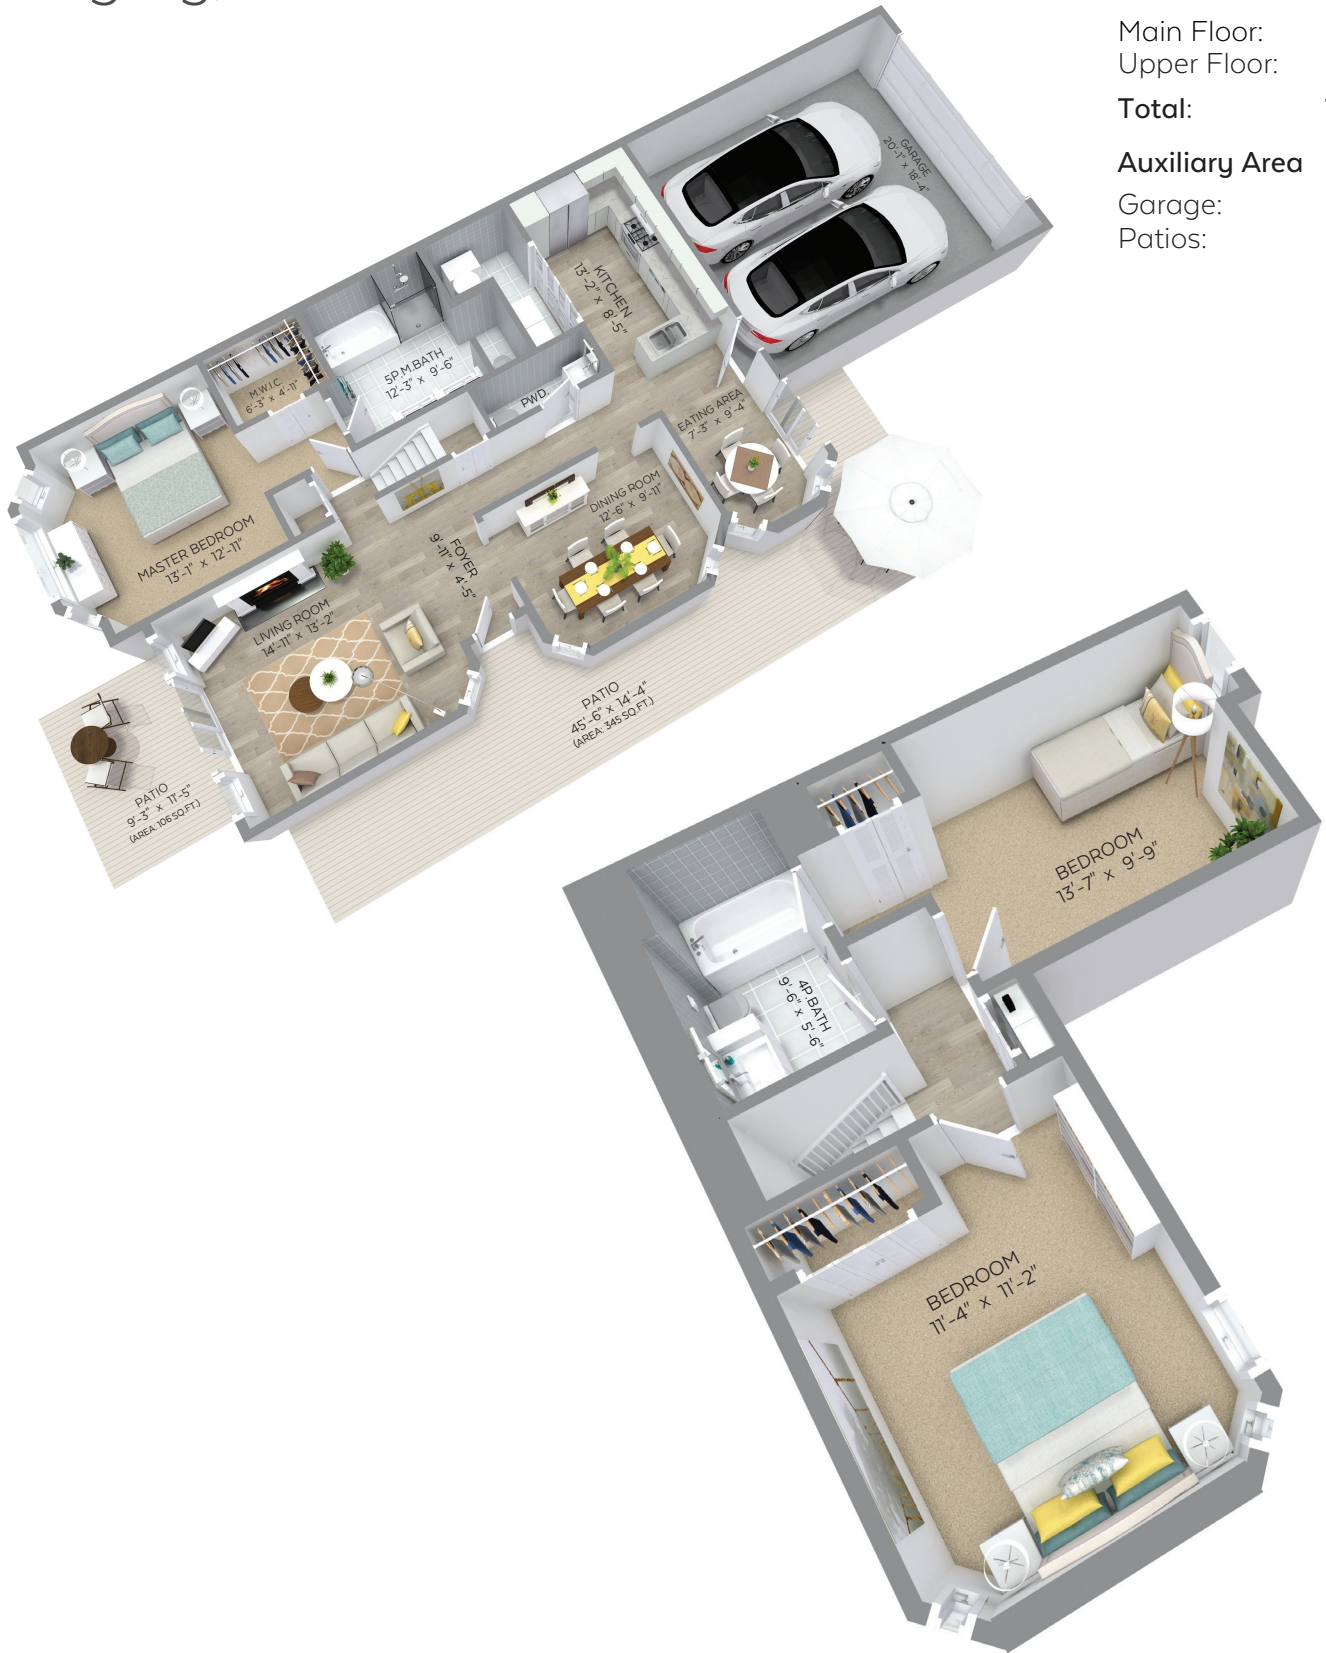 Main Floor:
Upper Floor:
Total:
Auxiliary Area
Garage:
Patios:
GARAGE
20'-1" x 18'-4"
KITCHEN
13'-2" x 8'-5"
5P.M.BATH
12'-3" x 9'-6"
M.W.I.C.
6'-3" x 4'-11"
PWD.
EATING AREA
7'-3" x 9'-4"
DINING ROOM
12'-6" x 9'-11"
MASTER BEDROOM
13'-1" x 12'-11"
FOYER
9'-11" x 4'-5"
LIVING ROOM
14'-11" x 13'-2"
PATIO
45'-6" x 14'-4"
(AREA: 345 SQ.FT.)
PATIO
9'-3" x 11'-5"
(AREA: 106 SQ.FT.)
BEDROOM
13'-7" x 9'-9"
4P.BATH
9'-6" x 5'-6"
BEDROOM
11'-4" x 11'-2"